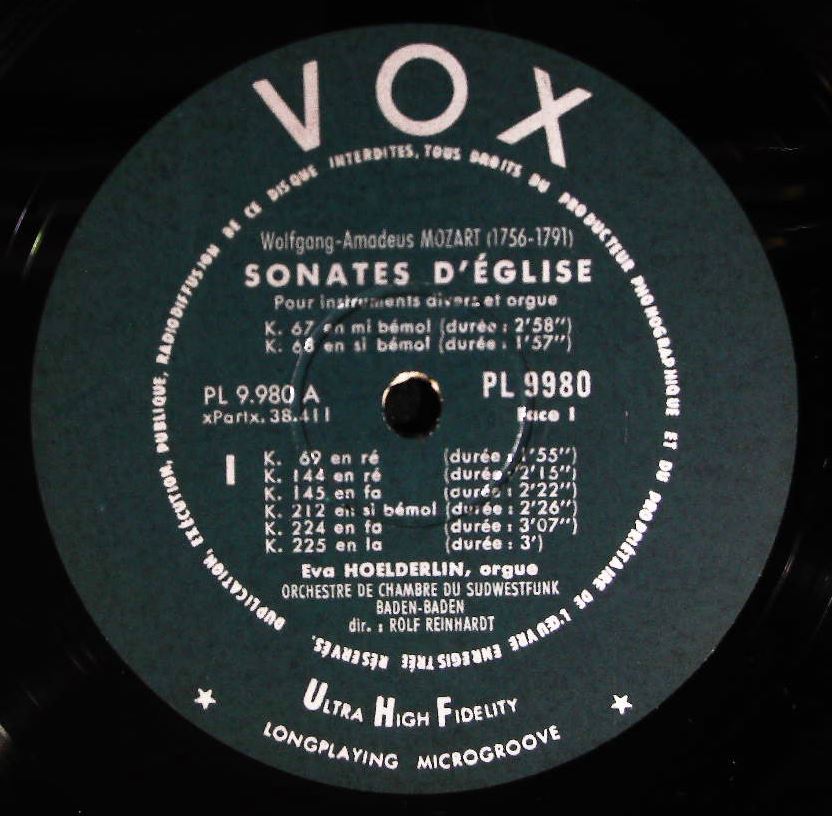 VOX
DUPLICATION, EXÉCUTION, PUBLIQUE, RADIODIFFUSION DE CE DISQUE INTERDITES, TOUS DROITS DU PRODUCTEUR PHONOGRAPHIQUE ET DU PROPRIÉTAIRE DE L'ŒUVRE ENREGISTRÉE RÉSERVÉS.
Wolfgang-Amadeus MOZART (1756-1791)
SONATES D'ÉGLISE
Pour instruments divers et orgue
K. 67 en mi bémol (durée : 2'58")
K. 68 en si bémol (durée : 1'57")
PL 9.980 A
PL 9980
xPartx. 38.411
Face 1
I
K. 69 en ré (durée : 1'55")
K. 144 en ré (durée : 2'15")
K. 145 en fa (durée : 2'22")
K. 212 en si bémol (durée : 2'26")
K. 224 en fa (durée : 3'07")
K. 225 en la (durée : 3')
Eva HOELDERLIN, orgue
ORCHESTRE DE CHAMBRE DU SUDWESTFUNK
BADEN-BADEN
dir. : ROLF REINHARDT
ULTRA HIGH FIDELITY
LONGPLAYING MICROGROOVE